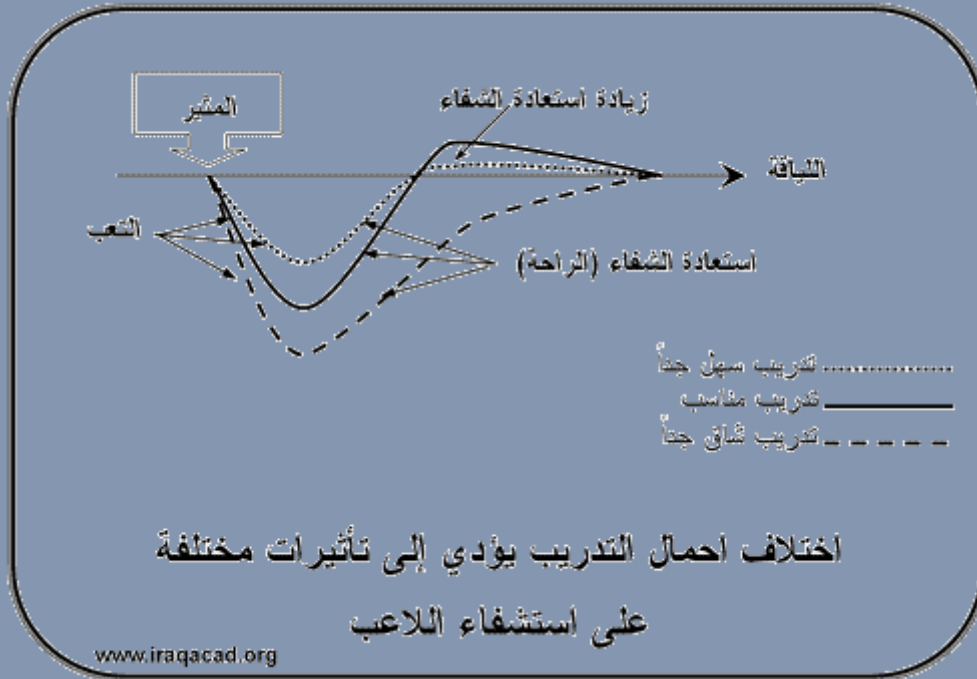 المثير
زيادة استعادة الشفاء
اللياقة
التعب
استعادة الشفاء (الراحة)
تدريب سهل جداً
تدريب مناسب
تدريب شاق جداً
اختلاف احمال التدريب يؤدي إلى تأثيرات مختلفة
على استشفاء اللاعب
www.iraqacad.org